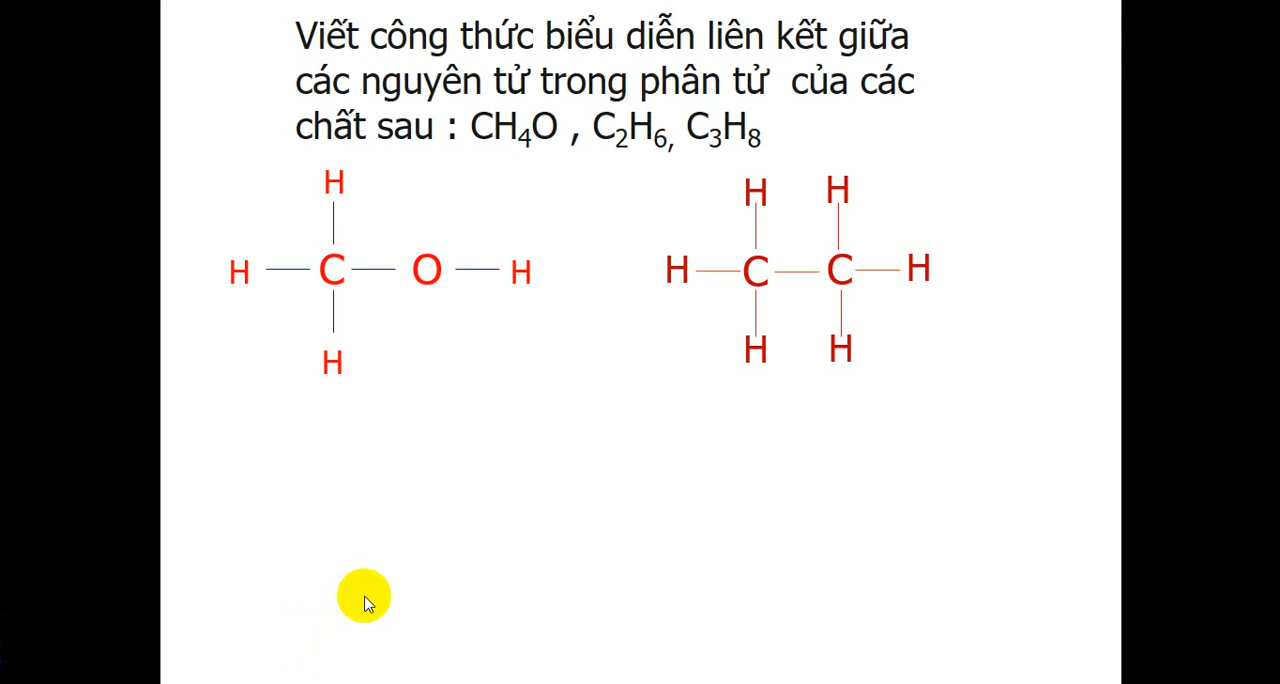 Viết công thức biểu diễn liên kết giữa
các nguyên tử trong phân tử của các
chất sau : CH₄O , C₂H₆, C₃H₈
H H H
H C O H H C C H
H H H